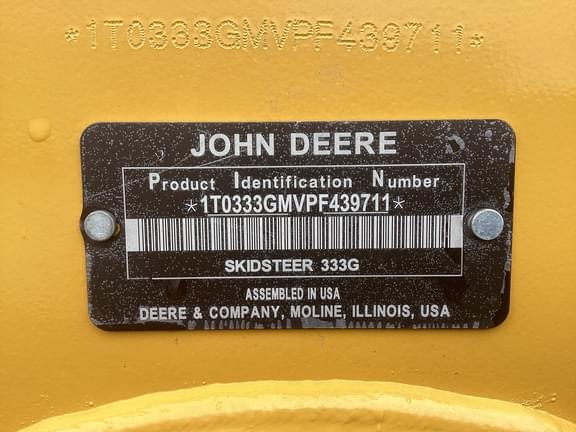 *1T0333GMVPF439711*
JOHN DEERE
Product Identification Number
*1T0333GMVPF439711*
SKIDSTEER 333G
ASSEMBLED IN USA
DEERE & COMPANY, MOLINE, ILLINOIS, USA